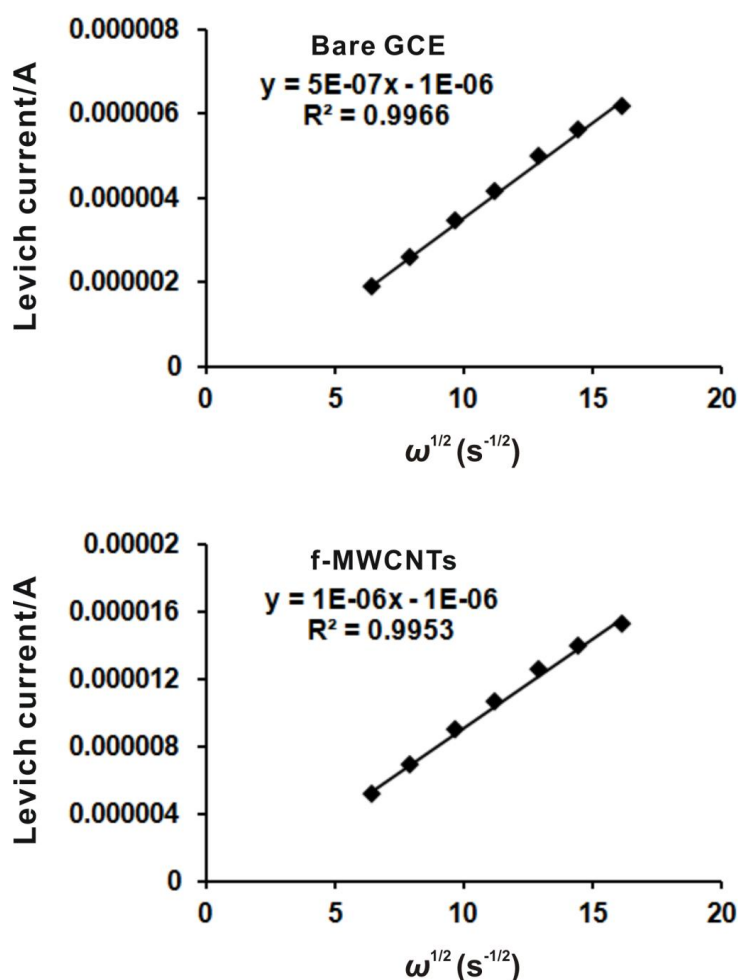 Bare GCE
y = 5E-07x - 1E-06
R² = 0.9966
Levich current/A
0.000008
0.000006
0.000004
0.000002
0
0 5 10 15 20
ω^1/2 (s^-1/2)
f-MWCNTs
y = 1E-06x - 1E-06
R² = 0.9953
Levich current/A
0.00002
0.000016
0.000012
0.000008
0.000004
0
0 5 10 15 20
ω^1/2 (s^-1/2)